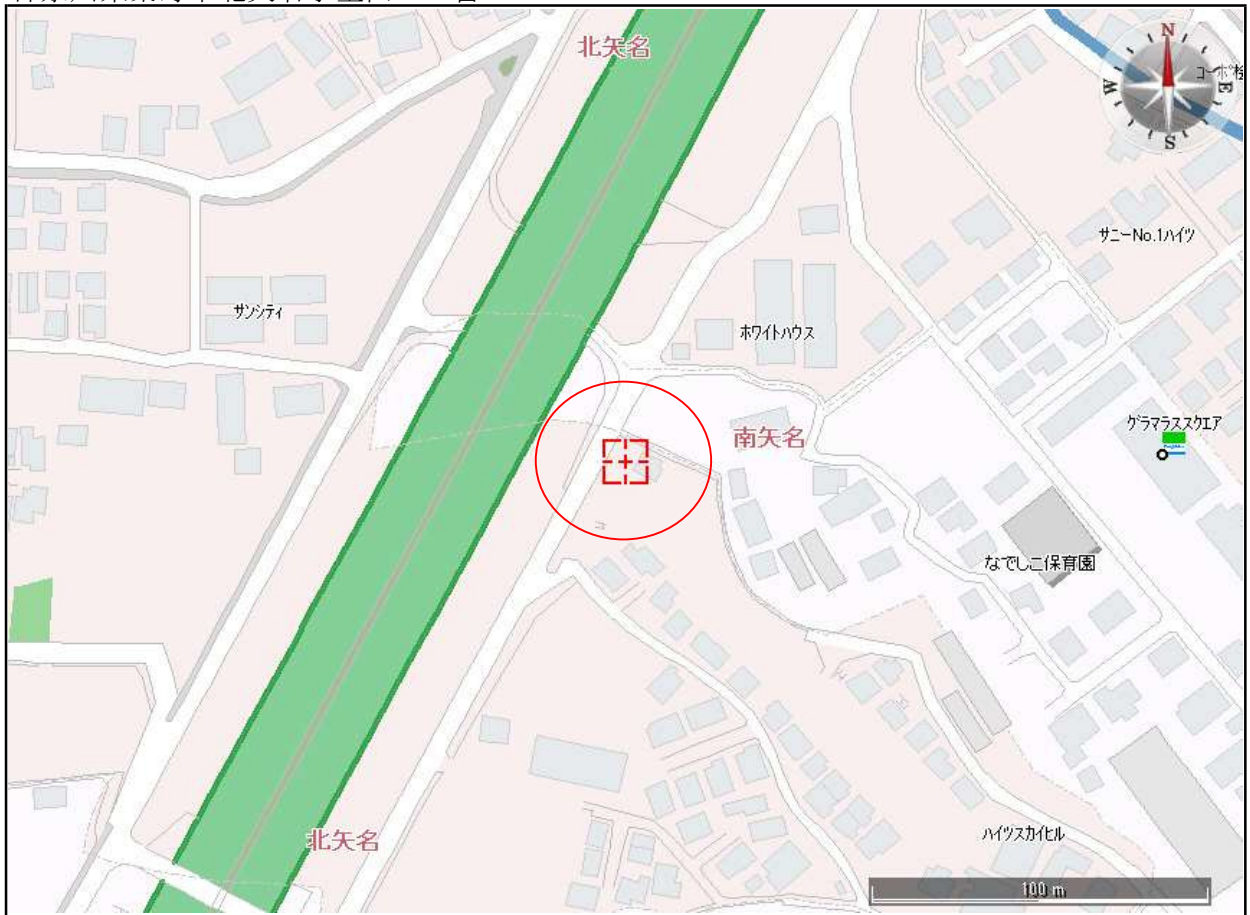 北矢名
N
コーポ桧
W
E
S
サニーNo.1ハイツ
サンシティ
ホワイトハウス
グラマラススクエア
南矢名
なでしこ保育園
北矢名
ハイツスカイヒル
100 m